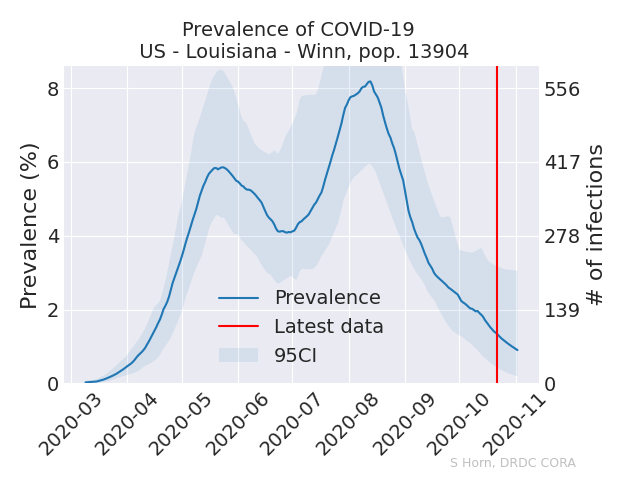 Prevalence of COVID-19
US - Louisiana - Winn, pop. 13904
Prevalence (%)
8
6
4
2
0
556
417
278
139
0
# of infections
Prevalence
Latest data
95CI
2020-03
2020-04
2020-05
2020-06
2020-07
2020-08
2020-09
2020-10
2020-11
S Horn, DRDC CORA